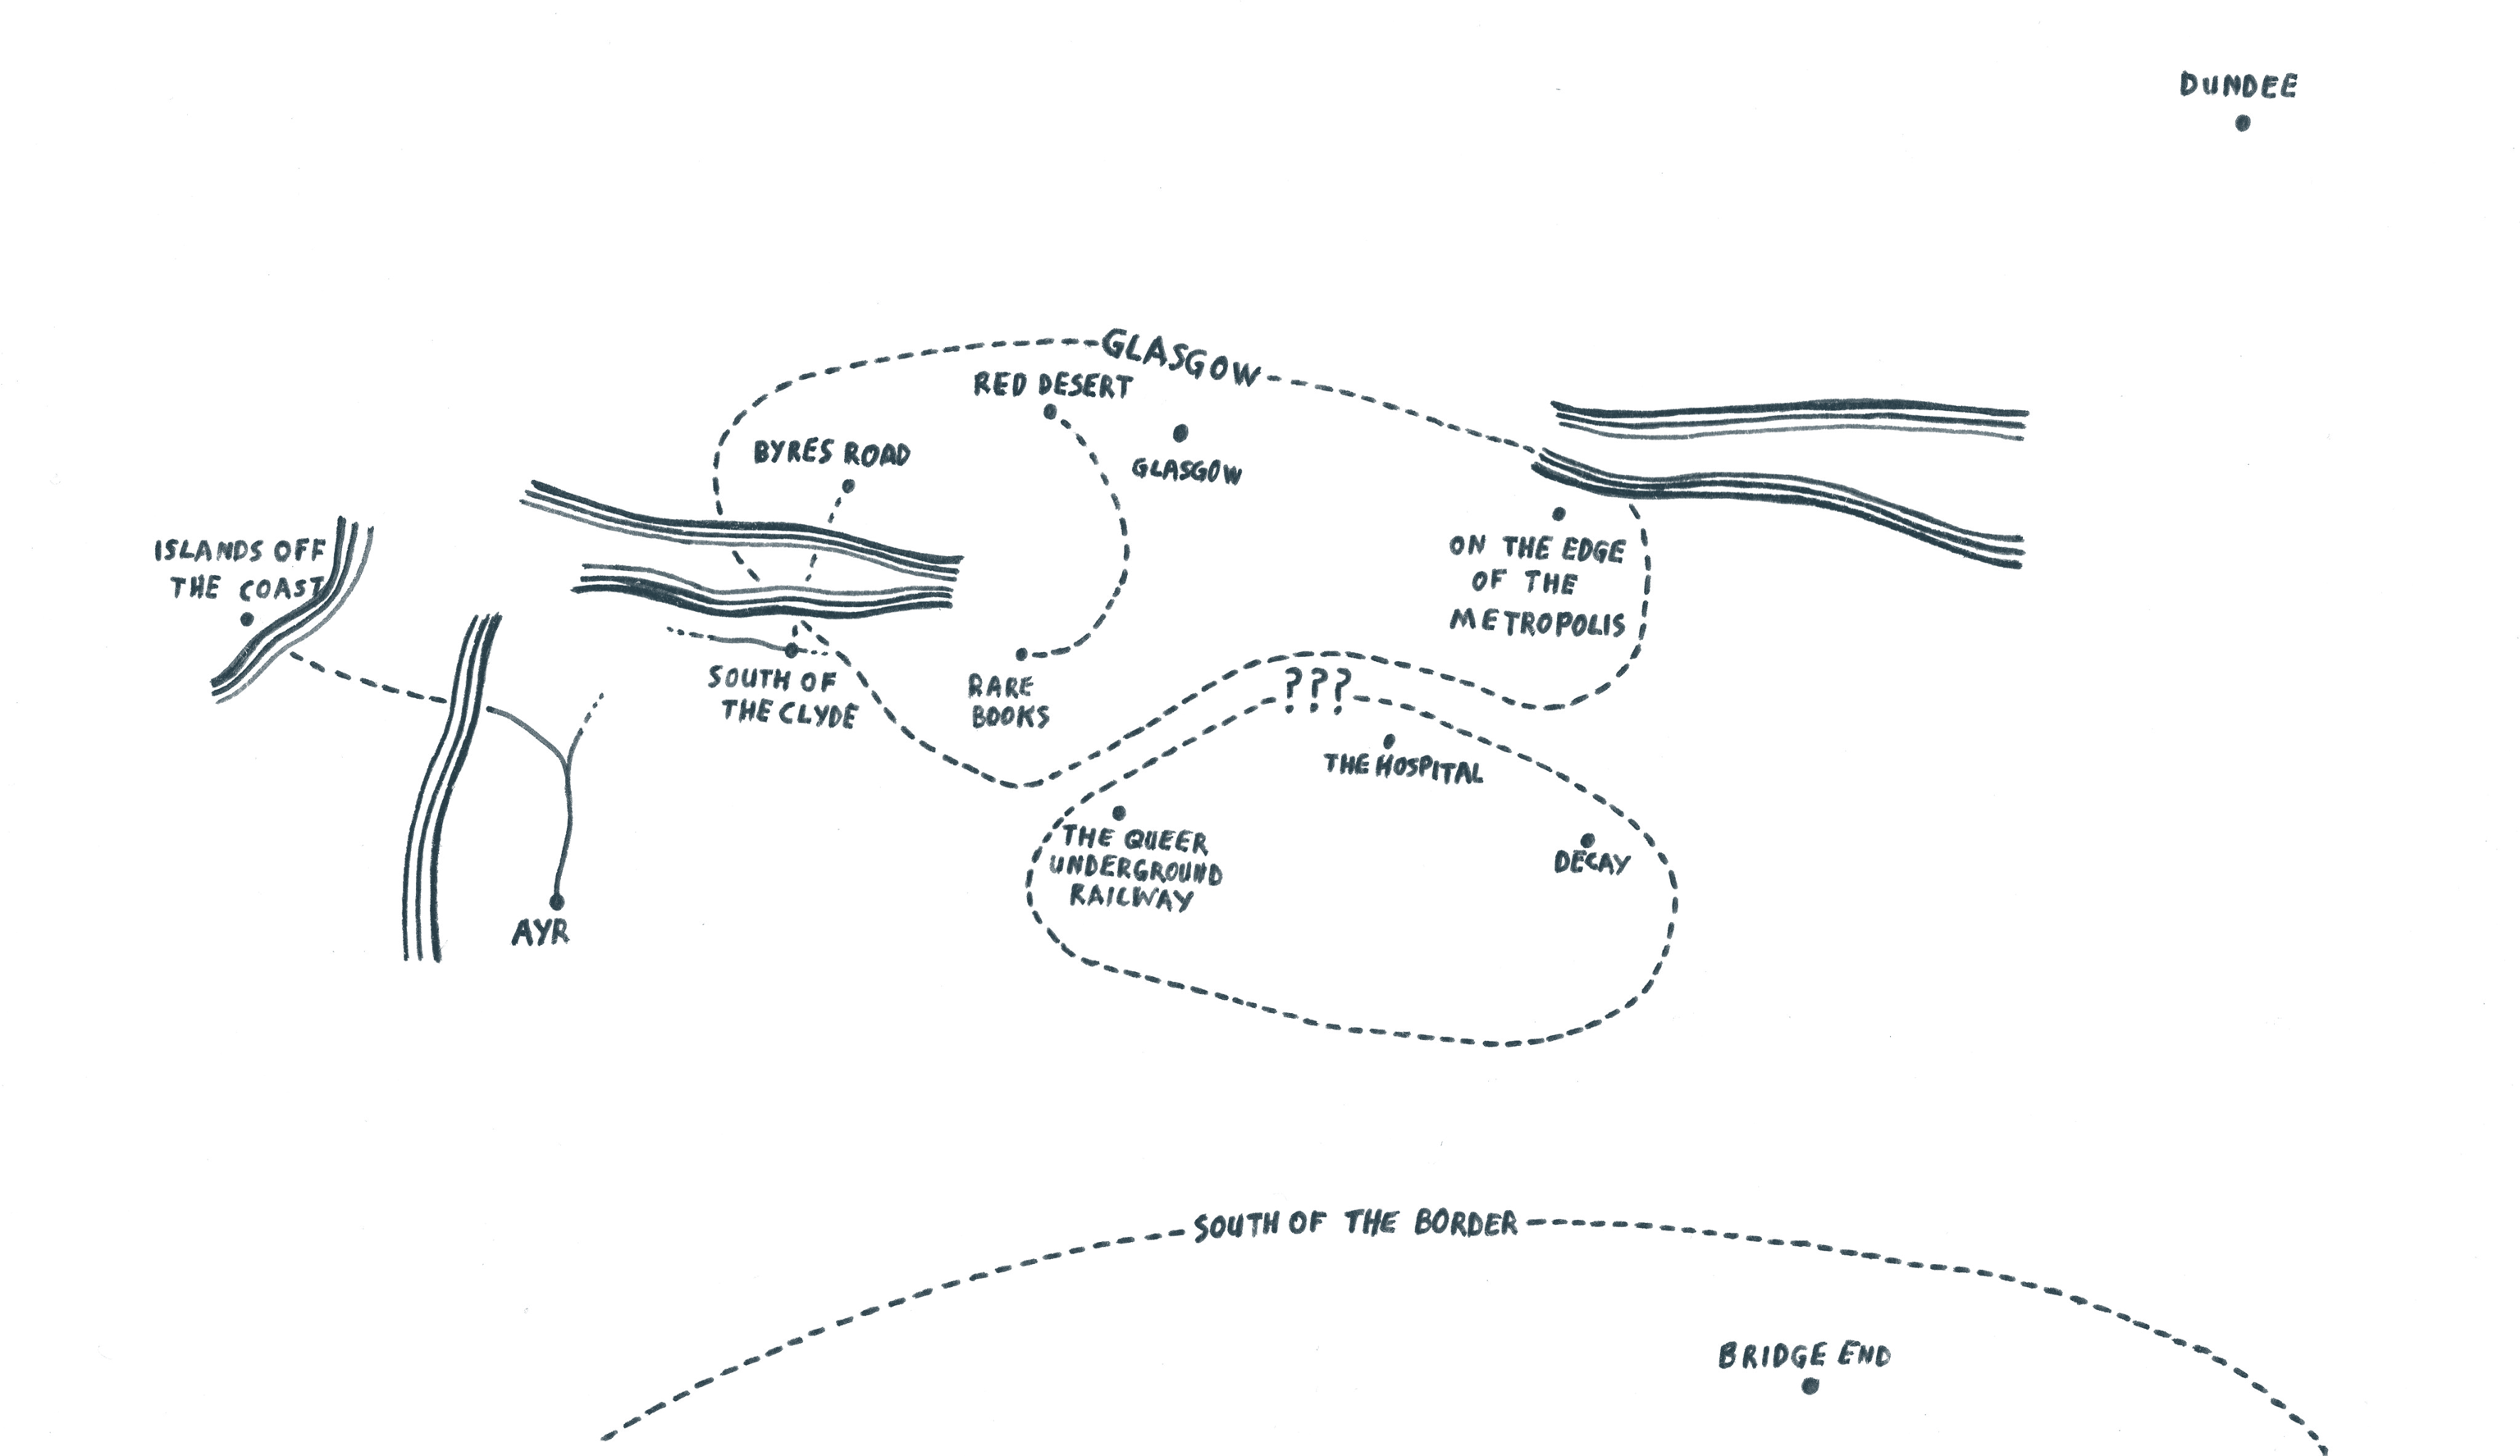 DUNDEE
GLASGOW
RED DESERT
GLASGOW
BYRES ROAD
ISLANDS OFF
THE COAST
ON THE EDGE
OF THE
METROPOLIS
SOUTH OF
THE CLYDE
RARE
BOOKS
???
THE HOSPITAL
THE QUEER
UNDERGROUND
RAILWAY
DECAY
AYR
SOUTH OF THE BORDER
BRIDGE END